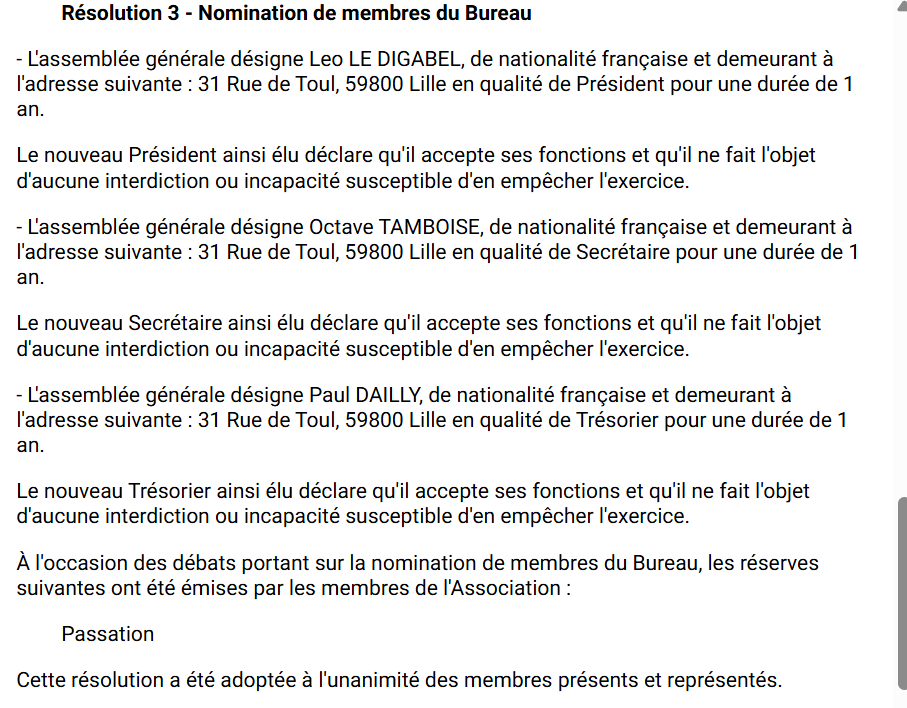 Résolution 3 - Nomination de membres du Bureau
- L'assemblée générale désigne Leo LE DIGABEL, de nationalité française et demeurant à
l'adresse suivante : 31 Rue de Toul, 59800 Lille en qualité de Président pour une durée de 1
an.
Le nouveau Président ainsi élu déclare qu'il accepte ses fonctions et qu'il ne fait l'objet
d'aucune interdiction ou incapacité susceptible d'en empêcher l'exercice.
- L'assemblée générale désigne Octave TAMBOISE, de nationalité française et demeurant à
l'adresse suivante : 31 Rue de Toul, 59800 Lille en qualité de Secrétaire pour une durée de 1
an.
Le nouveau Secrétaire ainsi élu déclare qu'il accepte ses fonctions et qu'il ne fait l'objet
d'aucune interdiction ou incapacité susceptible d'en empêcher l'exercice.
- L'assemblée générale désigne Paul DAILLY, de nationalité française et demeurant à
l'adresse suivante : 31 Rue de Toul, 59800 Lille en qualité de Trésorier pour une durée de 1
an.
Le nouveau Trésorier ainsi élu déclare qu'il accepte ses fonctions et qu'il ne fait l'objet
d'aucune interdiction ou incapacité susceptible d'en empêcher l'exercice.
À l'occasion des débats portant sur la nomination de membres du Bureau, les réserves
suivantes ont été émises par les membres de l'Association :
Passation
Cette résolution a été adoptée à l'unanimité des membres présents et représentés.